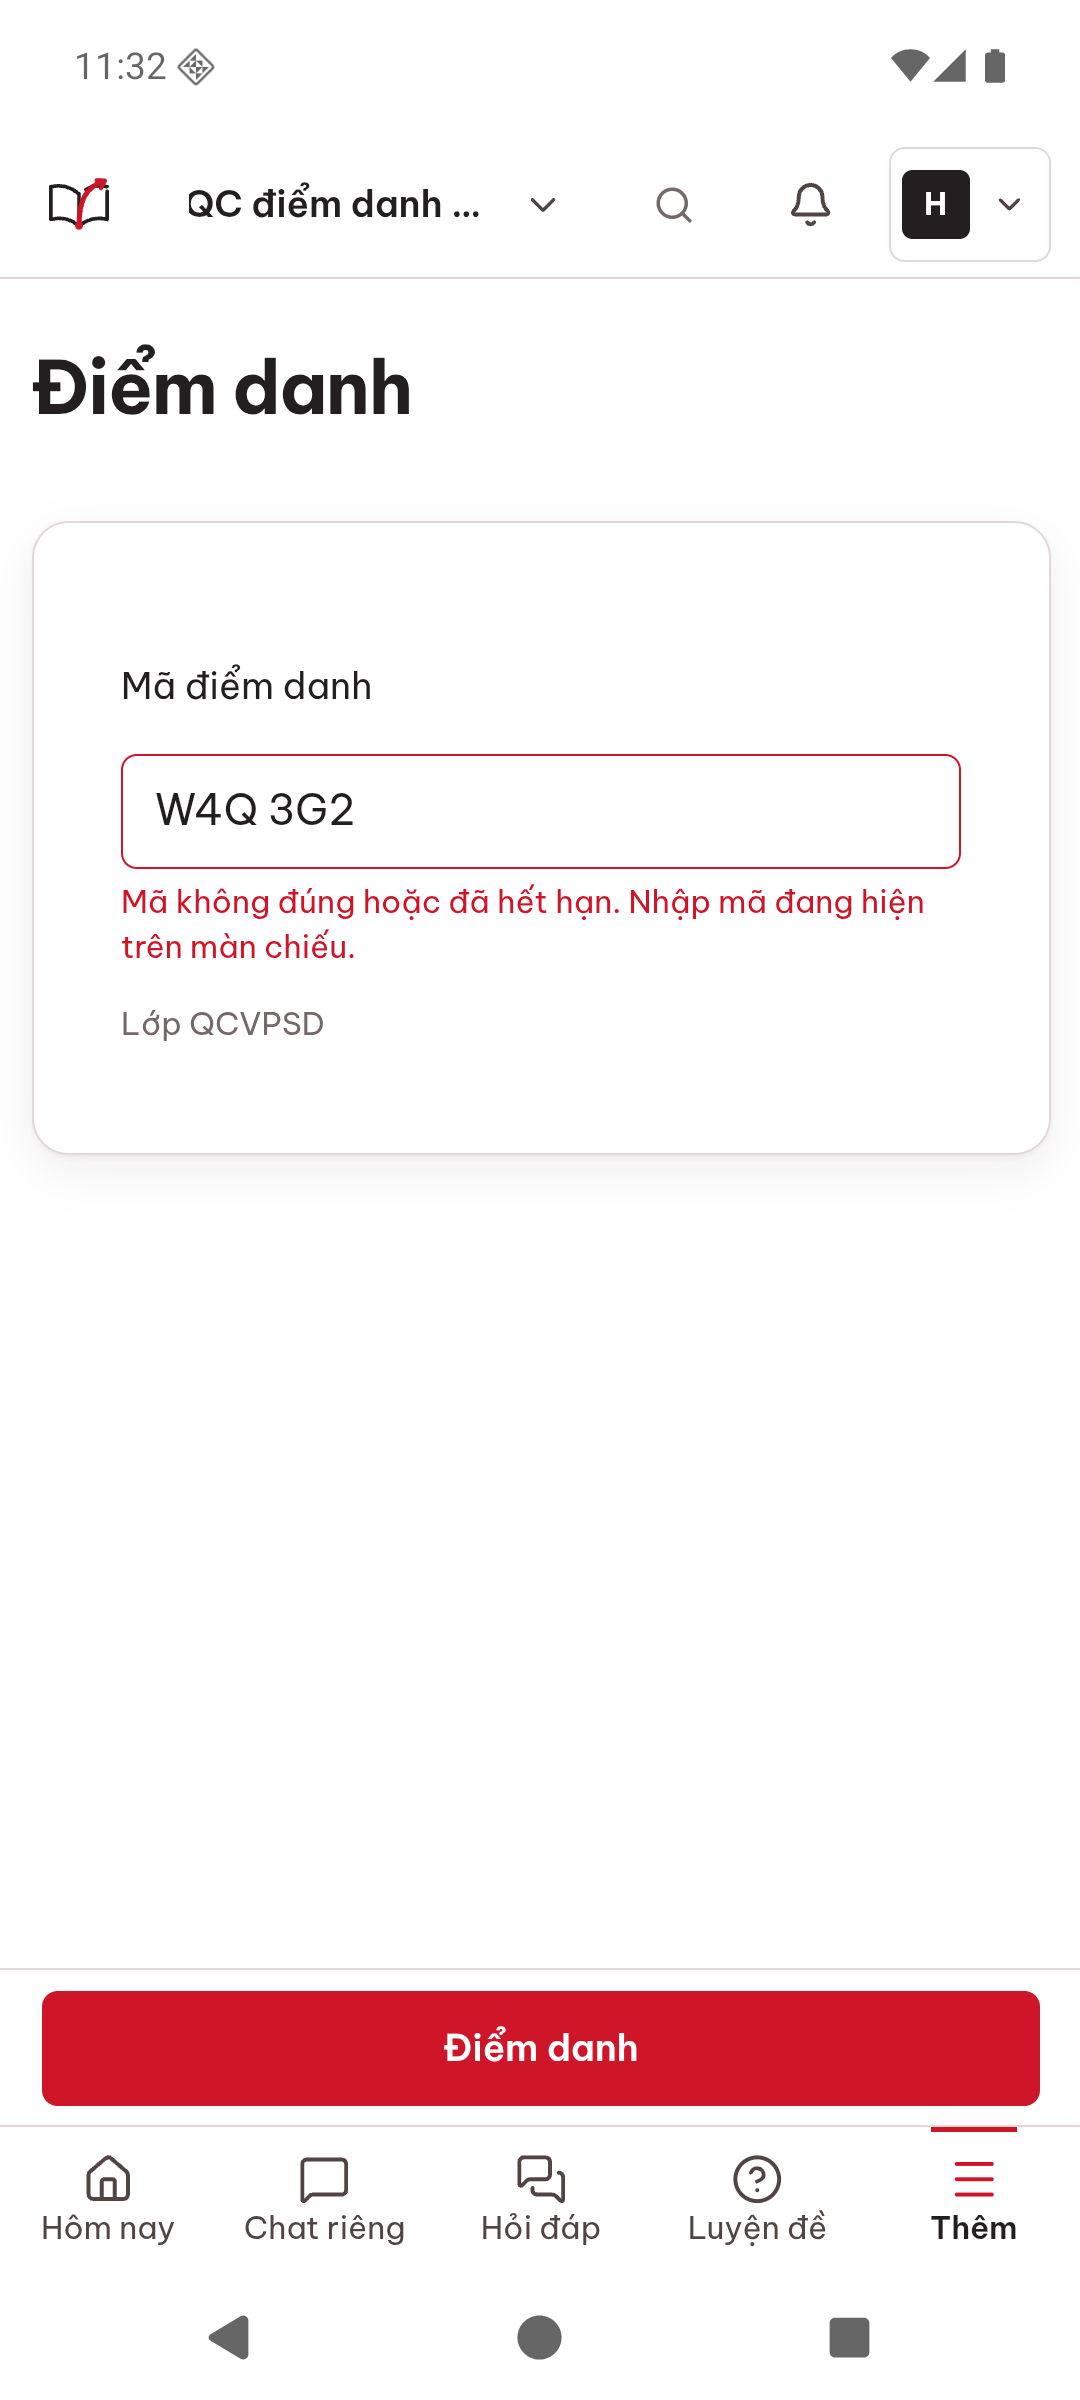 11:32
QC điểm danh ...
H
Điểm danh
Mã điểm danh
W4Q 3G2
Mã không đúng hoặc đã hết hạn. Nhập mã đang hiện
trên màn chiếu.
Lớp QCVPSD
Điểm danh
Hôm nay
Chat riêng
Hỏi đáp
Luyện đề
Thêm